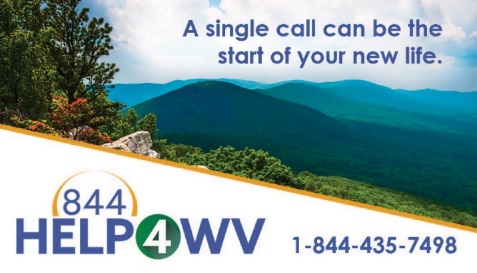 A single call can be the
start of your new life.
844
HELP4WV
1-844-435-7498